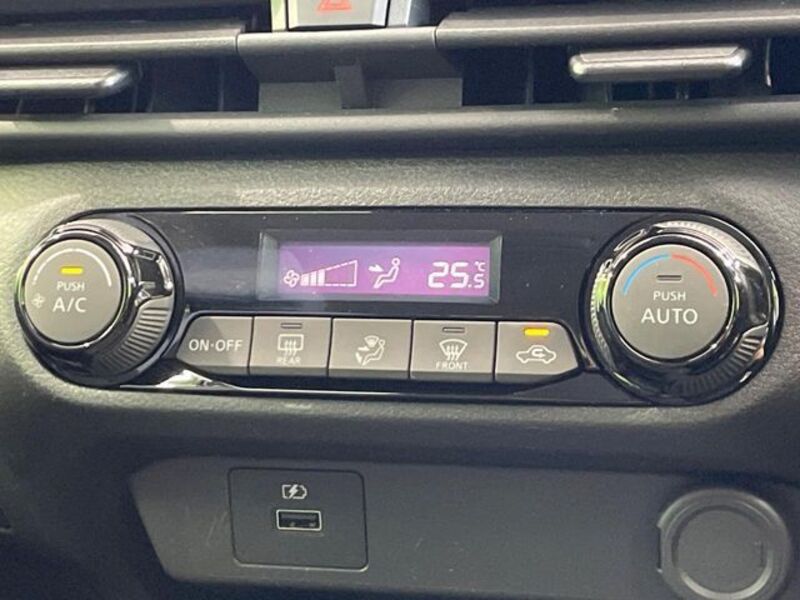 25.5°C
PUSH
A/C
PUSH
AUTO
ON·OFF
REAR
FRONT